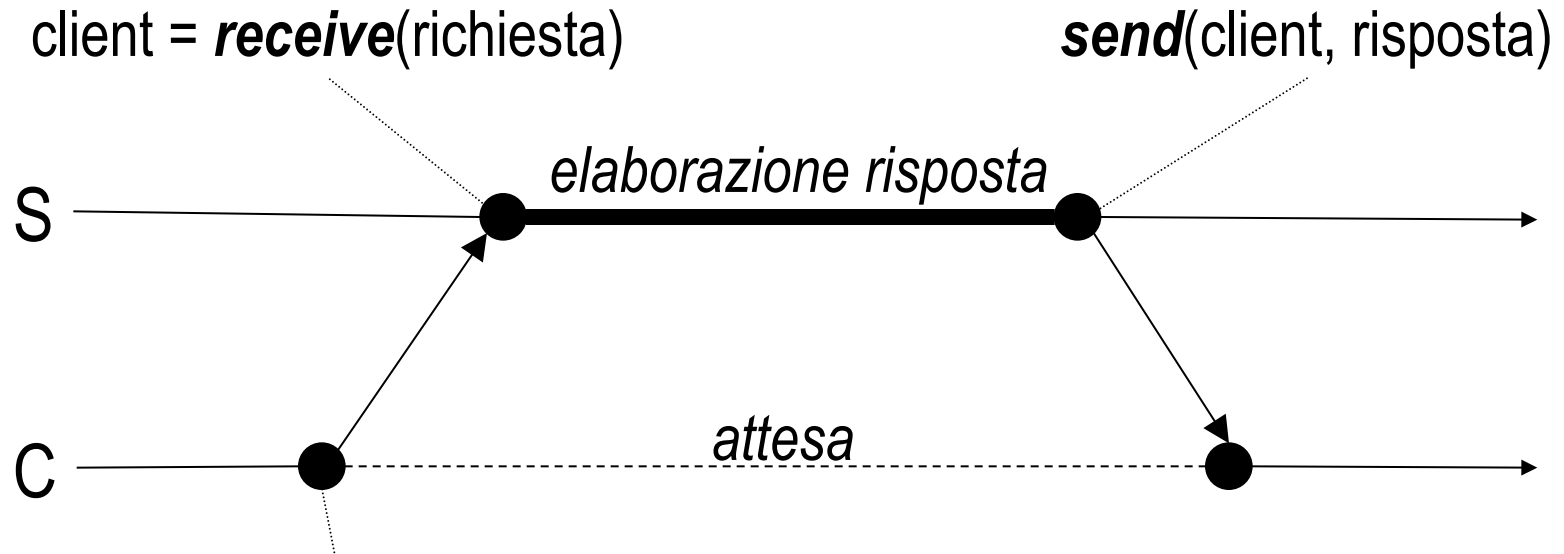 client = receive(richiesta)
send(client, risposta)
elaborazione risposta
S
attesa
C